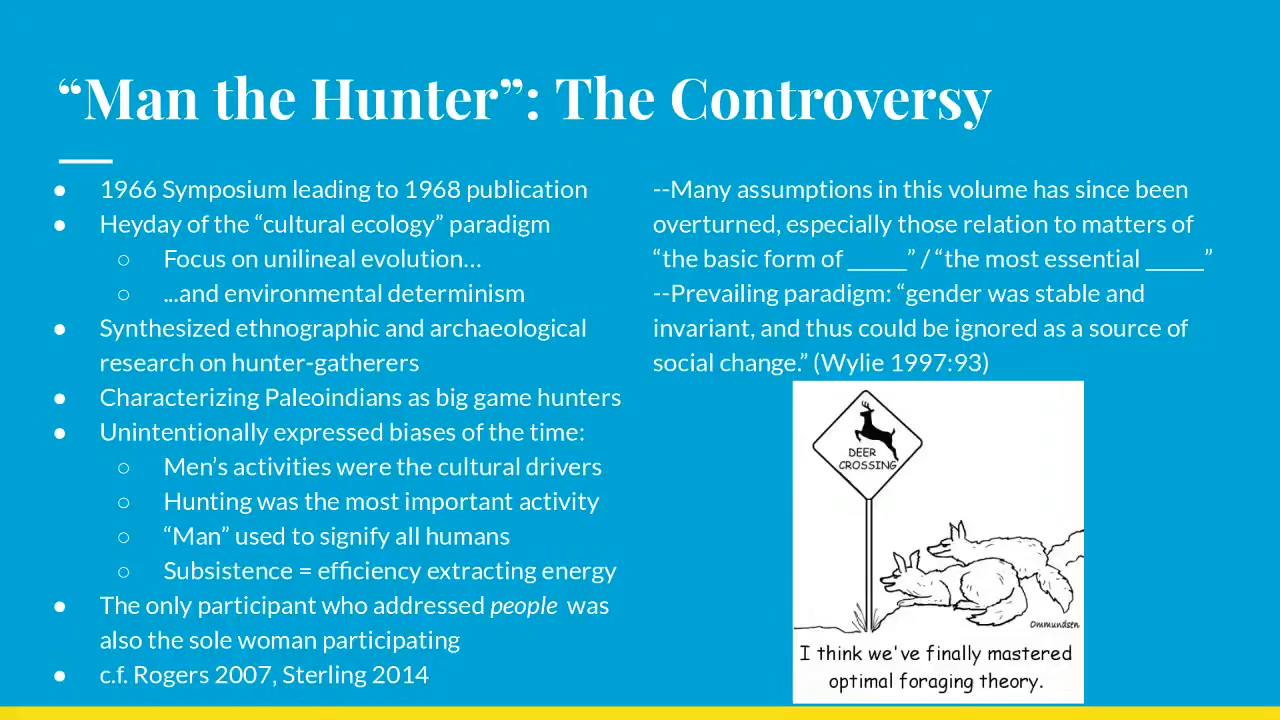 “Man the Hunter”: The Controversy
● 1966 Symposium leading to 1968 publication
● Heyday of the “cultural ecology” paradigm
○ Focus on unilineal evolution…
○ ...and environmental determinism
● Synthesized ethnographic and archaeological
research on hunter-gatherers
● Characterizing Paleoindians as big game hunters
● Unintentionally expressed biases of the time:
○ Men’s activities were the cultural drivers
○ Hunting was the most important activity
○ “Man” used to signify all humans
○ Subsistence = efficiency extracting energy
● The only participant who addressed people was
also the sole woman participating
● c.f. Rogers 2007, Sterling 2014
--Many assumptions in this volume has since been
overturned, especially those relation to matters of
“the basic form of _____” / “the most essential _____”
--Prevailing paradigm: “gender was stable and
invariant, and thus could be ignored as a source of
social change.” (Wylie 1997:93)
DEER
CROSSING
Ommundsen
I think we've finally mastered
optimal foraging theory.